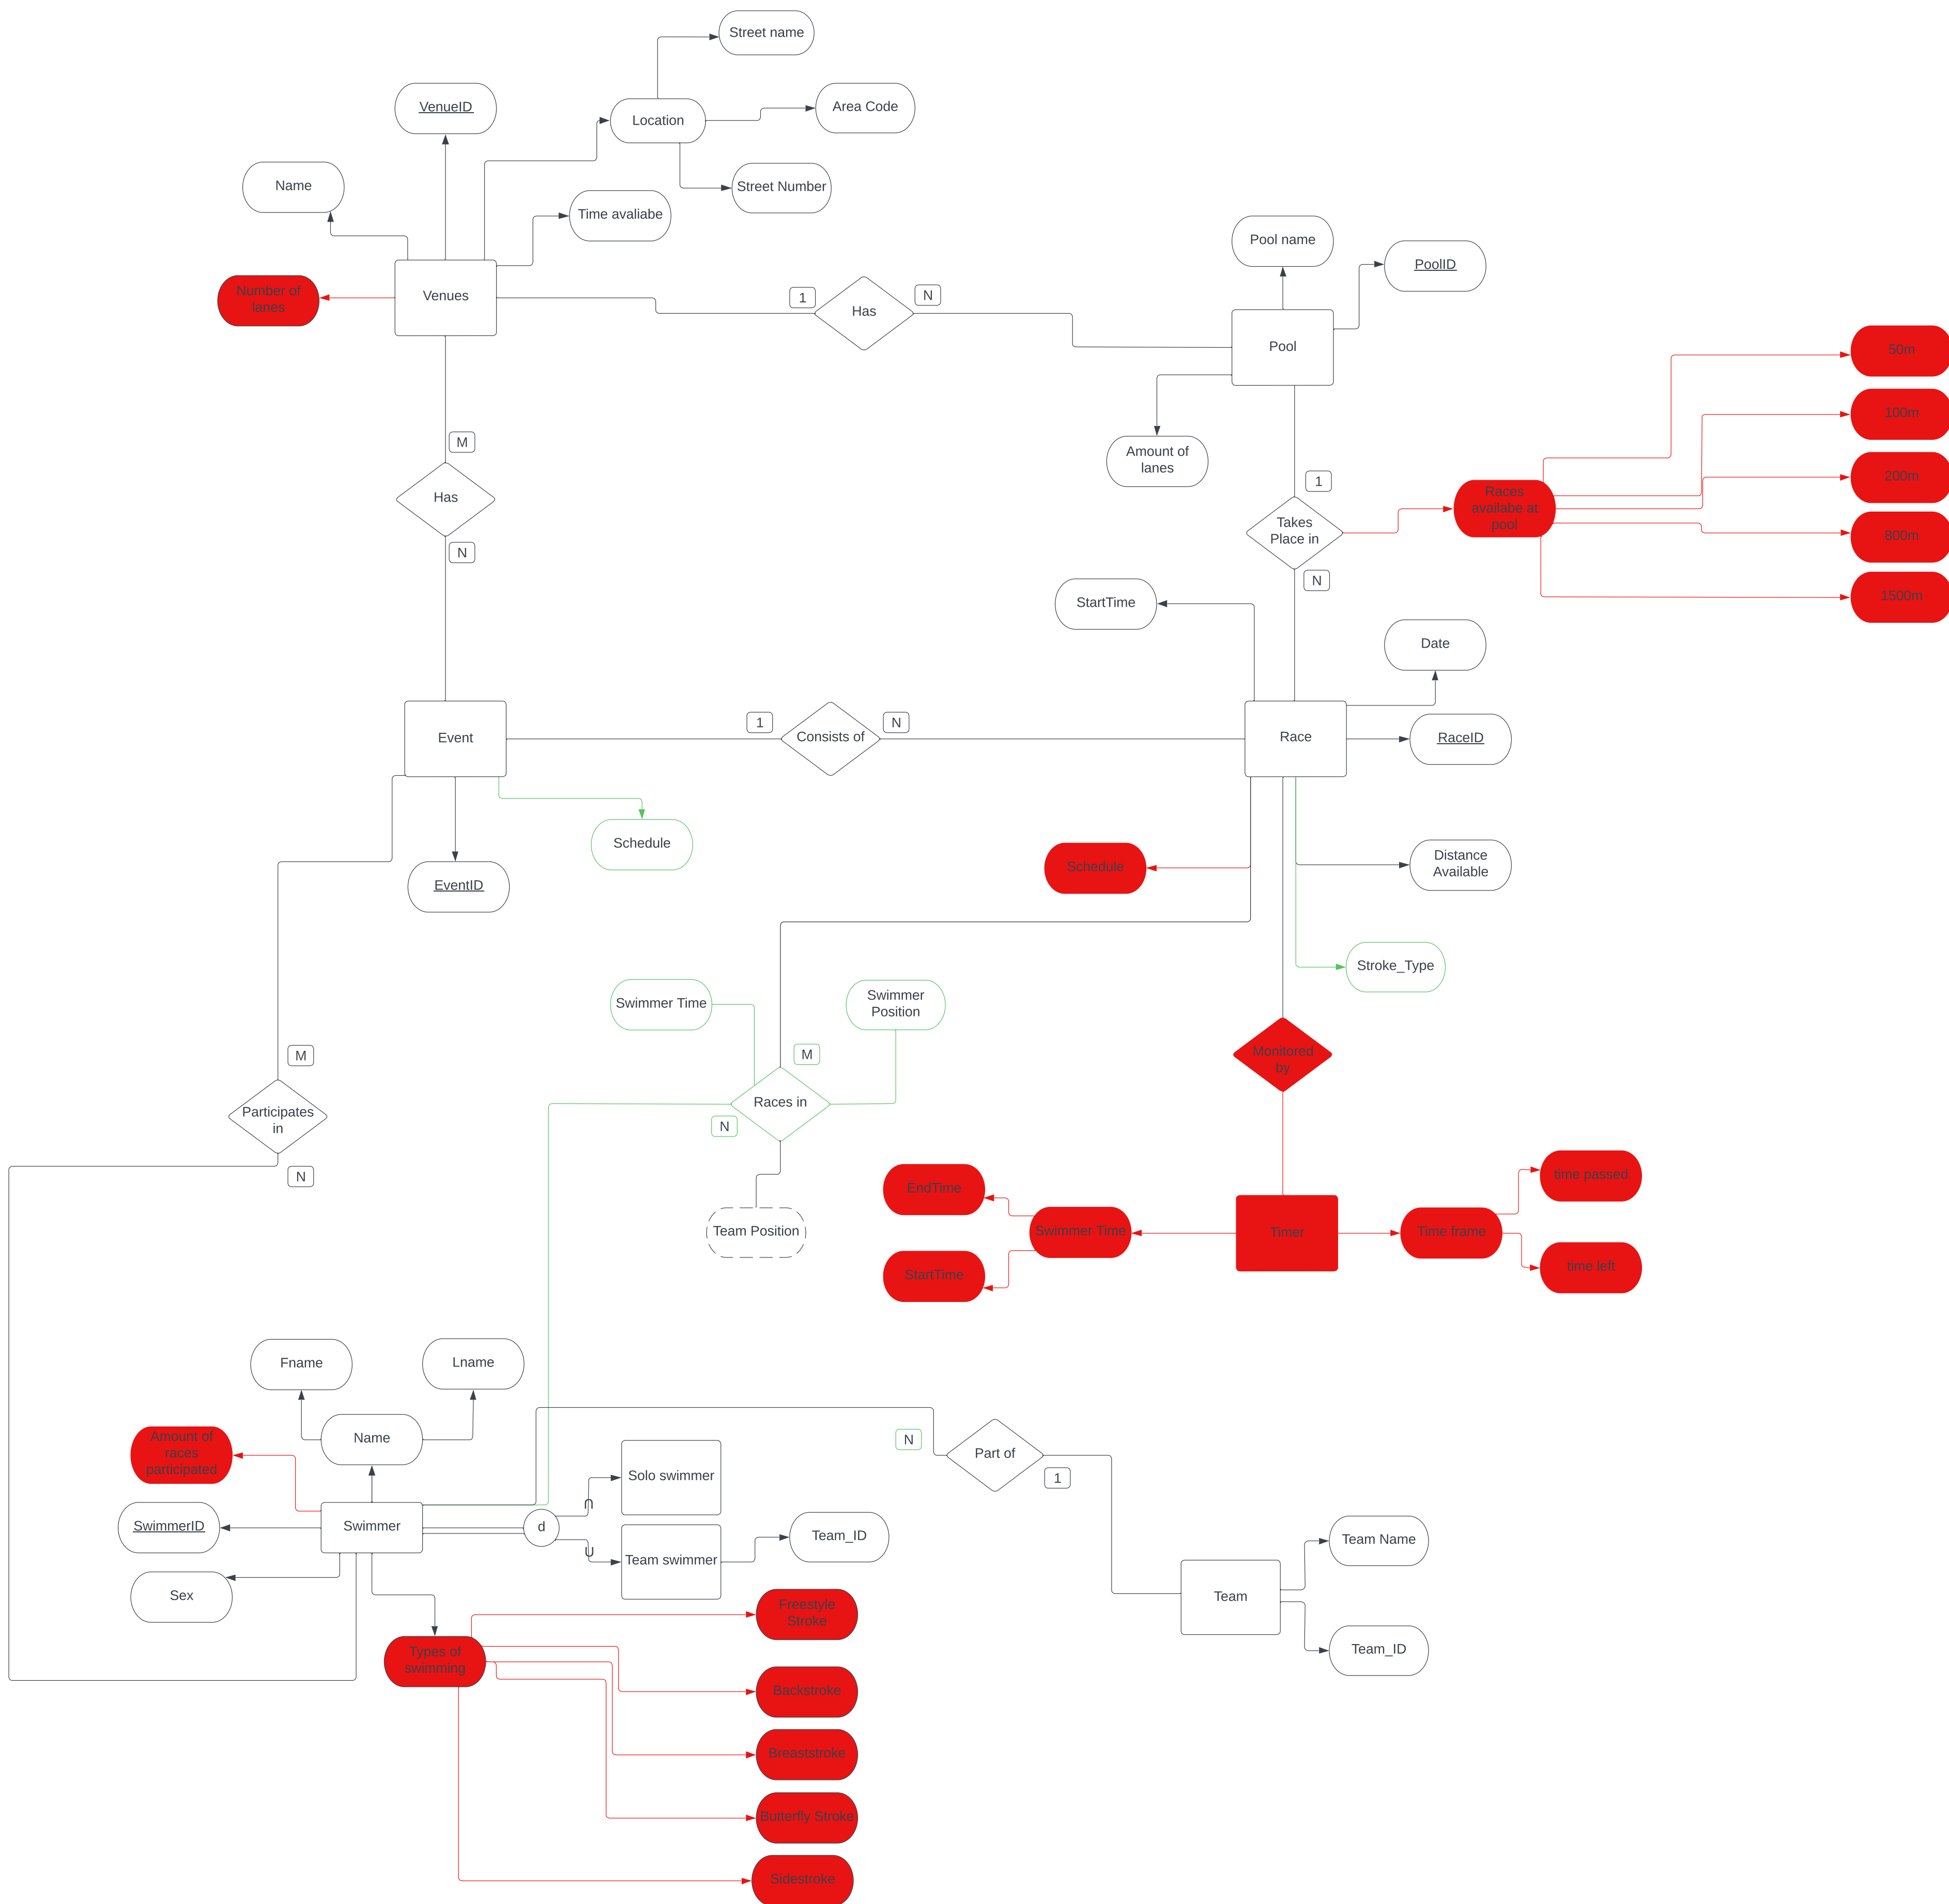 Street name
VenueID
Location
Area Code
Name
Street Number
Time avaliabe
Pool name
PoolID
Number of
lanes
Venues
1
Has
N
Pool
50m
100m
Amount of
lanes
M
Has
N
1
Takes
Place in
N
Races
availabe at
pool
200m
800m
1500m
StartTime
Date
Event
1
Consists of
N
Race
RaceID
Schedule
EventID
Schedule
Distance
Available
Stroke_Type
Swimmer Time
Swimmer
Position
M
Participates
in
N
M
Races in
N
Monitored
by
Team Position
EndTime
StartTime
Swimmer Time
Timer
Time frame
time passed
time left
Fname
Lname
Name
Amount of
races
participated
SwimmerID
Swimmer
Sex
d
∩
∪
Solo swimmer
Team swimmer
Team_ID
N
Part of
1
Team
Team Name
Team_ID
Types of
swimming
Freestyle
Stroke
Backstroke
Breaststroke
Butterfly Stroke
Sidestroke